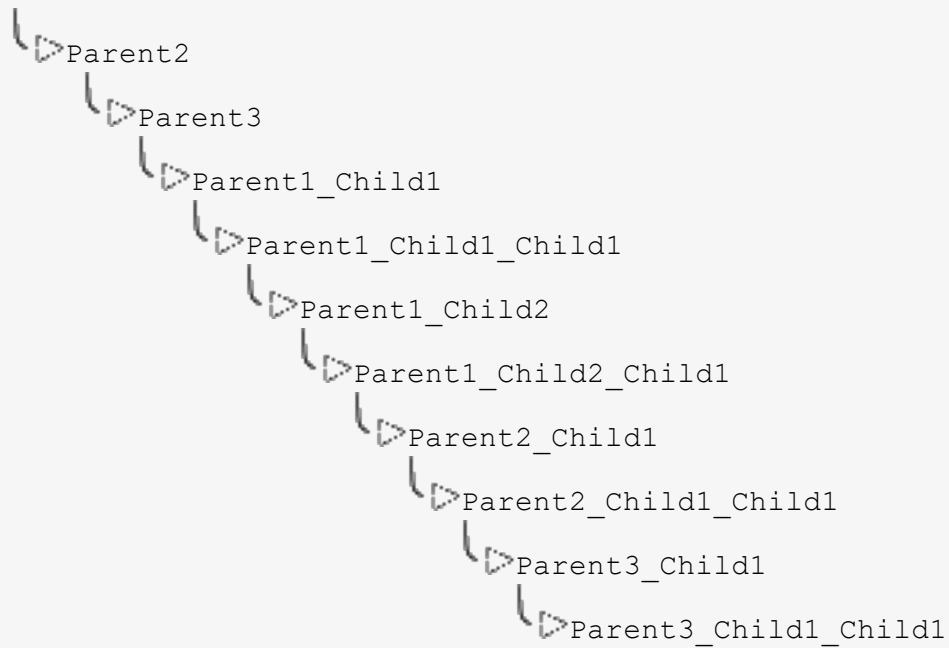 Parent2
Parent3
Parent1_Child1
Parent1_Child1_Child1
Parent1_Child2
Parent1_Child2_Child1
Parent2_Child1
Parent2_Child1_Child1
Parent3_Child1
Parent3_Child1_Child1